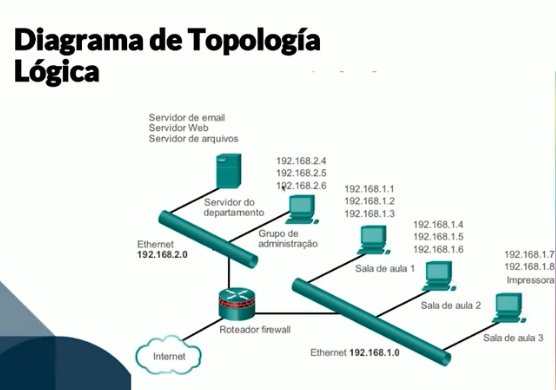 Diagrama de Topología
Lógica
Servidor de email
Servidor Web
Servidor de arquivos
192.168.2.4
192.168.2.5
192.168.2.6
Servidor do
departamento
192.168.1.1
192.168.1.2
192.168.1.3
Grupo de
administração
Ethernet
192.168.2.0
192.168.1.4
192.168.1.5
192.168.1.6
Sala de aula 1
192.168.1.7
192.168.1.8
Impressora
Sala de aula 2
Roteador firewall
Sala de aula 3
Internet
Ethernet 192.168.1.0